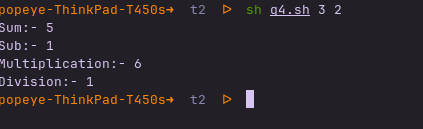 popeye-ThinkPad-T450s→ t2 ▷ sh q4.sh 3 2
Sum:- 5
Sub:- 1
Multiplication:- 6
Division:- 1
popeye-ThinkPad-T450s→ t2 ▷